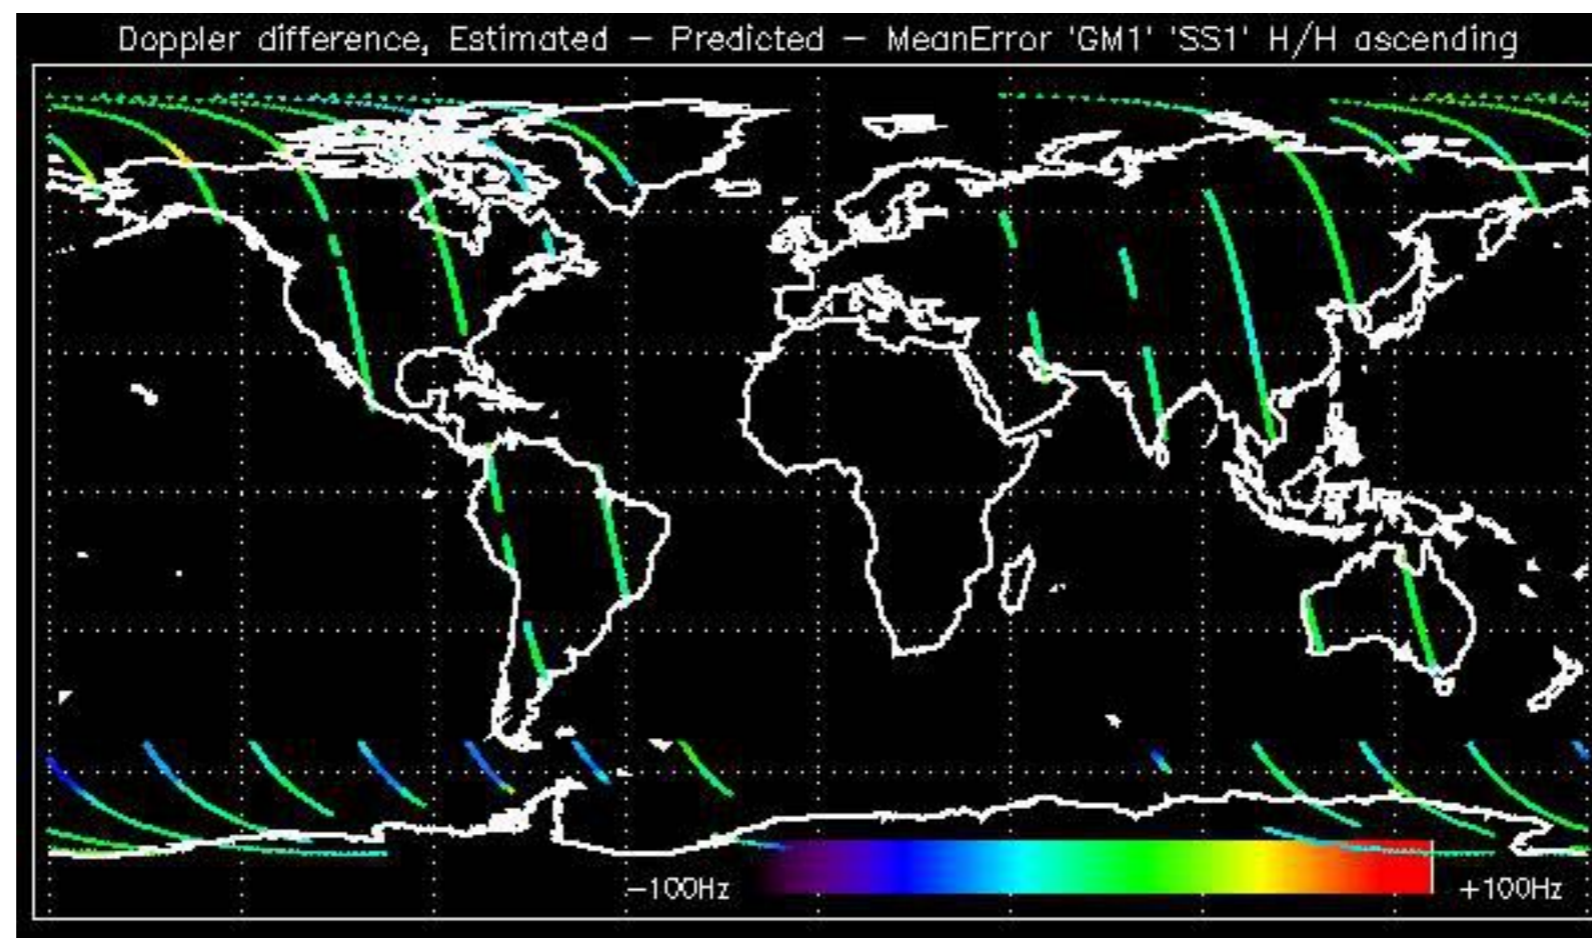 Doppler difference, Estimated – Predicted – MeanError 'GM1' 'SS1' H/H ascending
–100Hz
+100Hz